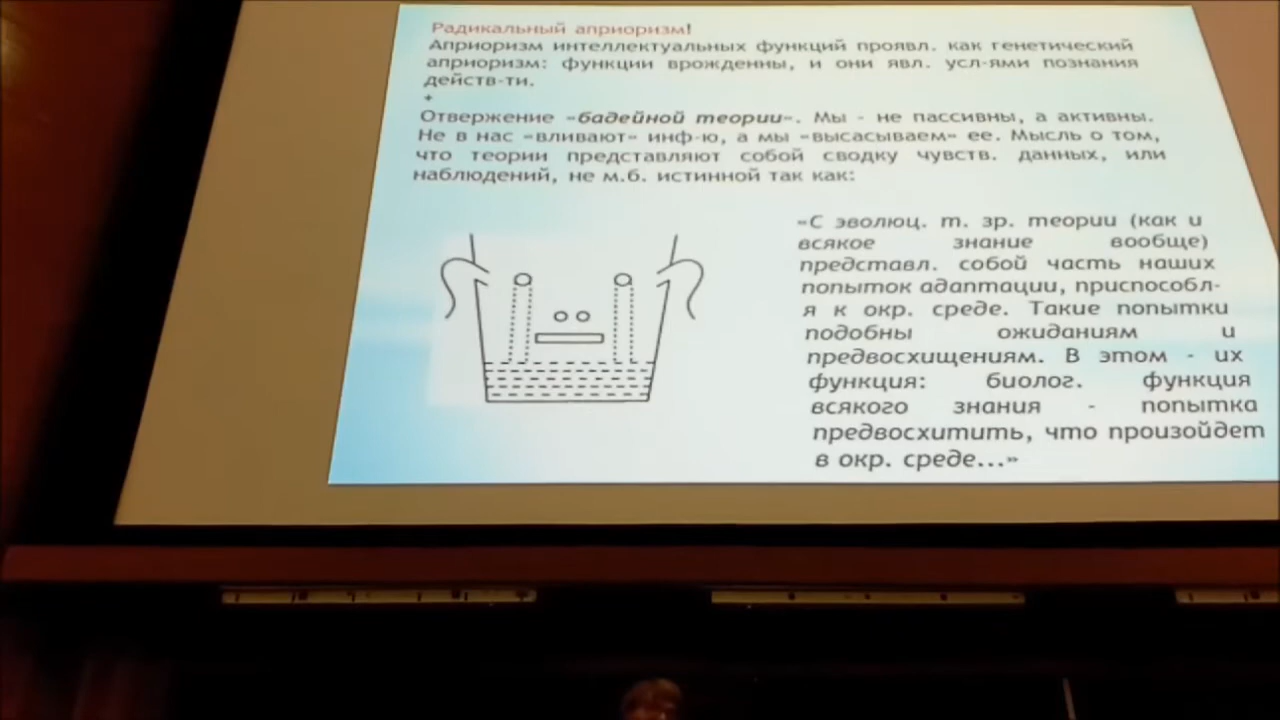 Радикальный априоризм!
Априоризм интеллектуальных функций проявл. как генетический
априоризм: функции врожденны, и они явл. усл-ями познания
действ-ти.
+
Отвержение «бадейной теории». Мы - не пассивны, а активны.
Не в нас «вливают» инф-ю, а мы «высасываем» ее. Мысль о том,
что теории представляют собой сводку чувств. данных, или
наблюдений, не м.б. истинной так как:
«С эволюц. т. зр. теории (как и
всякое знание вообще)
представл. собой часть наших
попыток адаптации, приспособл-
я к окр. среде. Такие попытки
подобны ожиданиям и
предвосхищениям. В этом - их
функция: биолог. функция
всякого знания - попытка
предвосхитить, что произойдет
в окр. среде...»